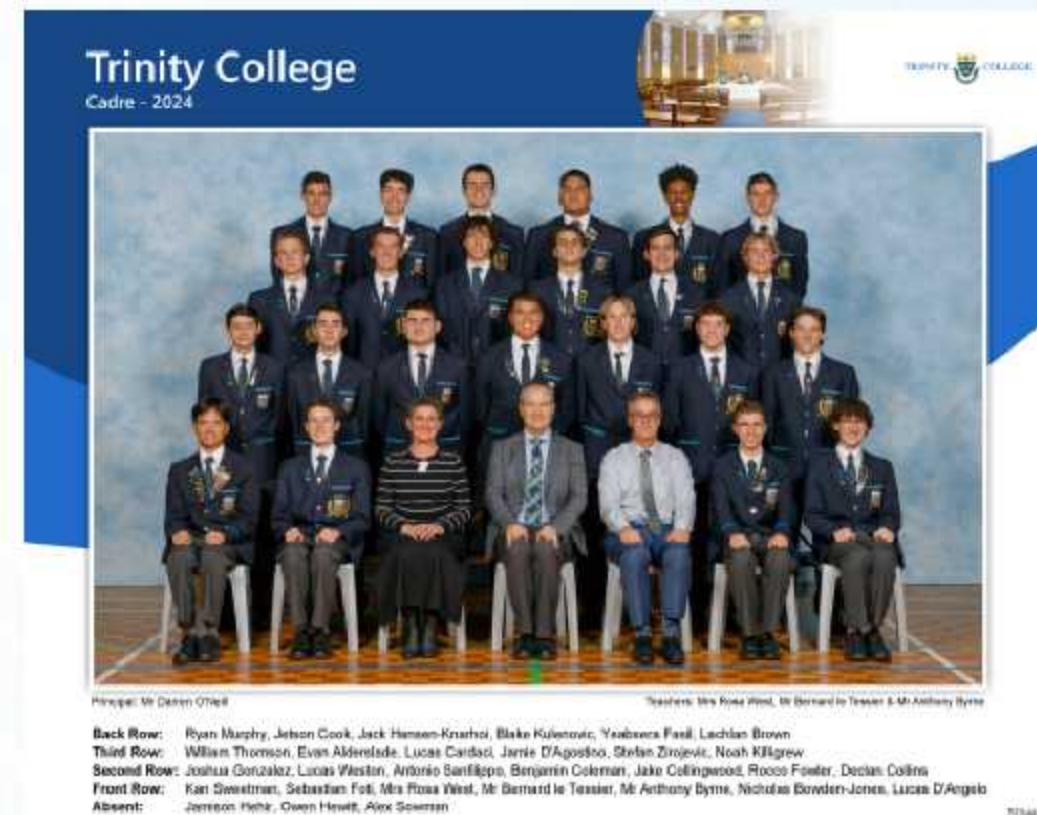 Trinity College
Cadre - 2024
TRINITY COLLEGE
Principal: Mr Darren O'Neill
Teachers: Mrs Rosa West, Mr Bernard le Tessier & Mr Anthony Byrne
Back Row: Ryan Murphy, Jetson Cook, Jack Hansen-Knarhoi, Blake Kulenovic, Yeabsera Fasil, Lachlan Brown
Third Row: William Thomson, Evan Alderslade, Lucas Cardaci, Jamie D'Agostino, Stefan Zirojevic, Noah Killigrew
Second Row: Joshua Gonzalez, Lucas Weston, Antonio Sanfilippo, Benjamin Coleman, Jake Collingwood, Rocco Fowler, Declan Collins
Front Row: Kan Sweetman, Sebastian Foti, Mrs Rosa West, Mr Bernard le Tessier, Mr Anthony Byrne, Nicholas Bowden-Jones, Lucas D'Angelo
Absent: Jamison Hehir, Owen Hewitt, Alex Sowman